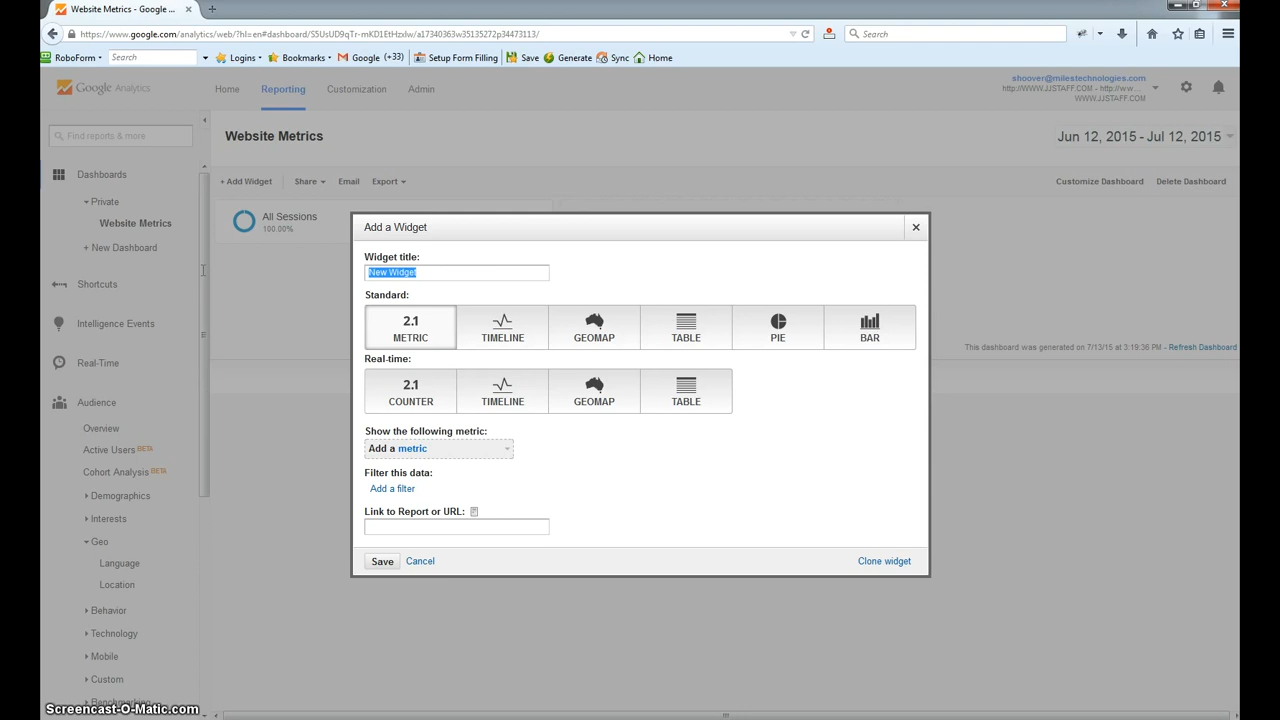 Website Metrics - Google ...
https://www.google.com/analytics/web/?hl=en#dashboard/S5UsUD9qTr-mKD1EtHzxlw/a17340363w35135272p34473113/
Search
RoboForm
Search
Logins
Bookmarks
Google (+33)
Setup Form Filling
Save
Generate
Sync
Home
Google Analytics
Home
Reporting
Customization
Admin
shoover@milestechnologies.com
http://WWW.JJSTAFF.COM - http://w...
WWW.JJSTAFF.COM
Find reports & more
Website Metrics
Jun 12, 2015 - Jul 12, 2015
Dashboards
Private
Website Metrics
+ New Dashboard
Shortcuts
Intelligence Events
Real-Time
Audience
Overview
Active Users BETA
Cohort Analysis BETA
Demographics
Interests
Geo
Language
Location
Behavior
Technology
Mobile
Custom
+ Add Widget
Share
Email
Export
Customize Dashboard
Delete Dashboard
All Sessions
100.00%
This dashboard was generated on 7/13/15 at 3:19:36 PM - Refresh Dashboard
Add a Widget
Widget title:
New Widget
Standard:
2.1
METRIC
TIMELINE
GEOMAP
TABLE
PIE
BAR
Real-time:
2.1
COUNTER
TIMELINE
GEOMAP
TABLE
Show the following metric:
Add a metric
Filter this data:
Add a filter
Link to Report or URL:
Save
Cancel
Clone widget
Screencast-O-Matic.com